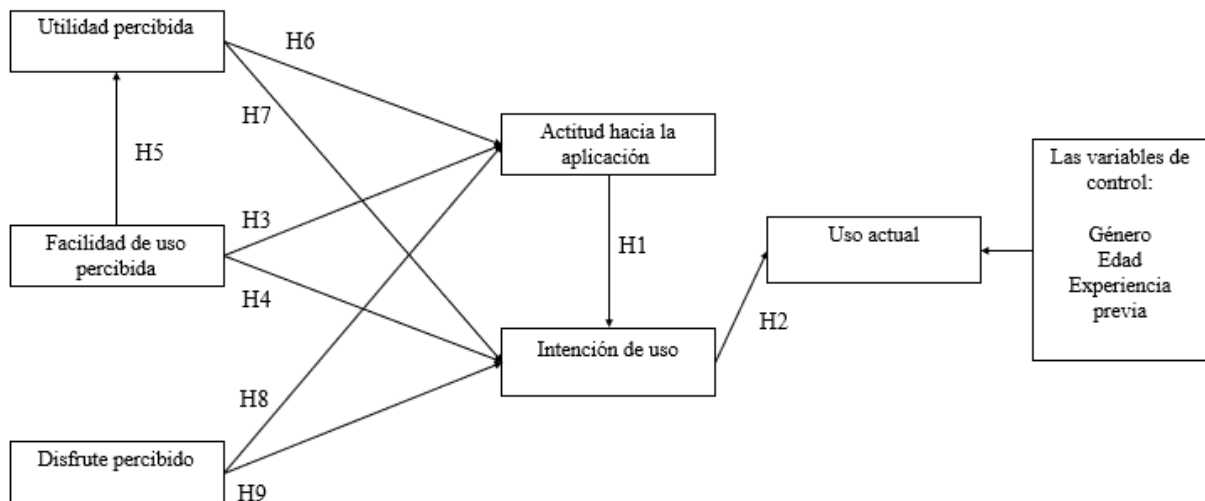 Utilidad percibida
H6
H7
Actitud hacia la
aplicación
Las variables de
control:
Género
Edad
Experiencia
previa
H5
H3
Facilidad de uso
percibida
H1
Uso actual
H4
H2
Intención de uso
H8
Disfrute percibido
H9